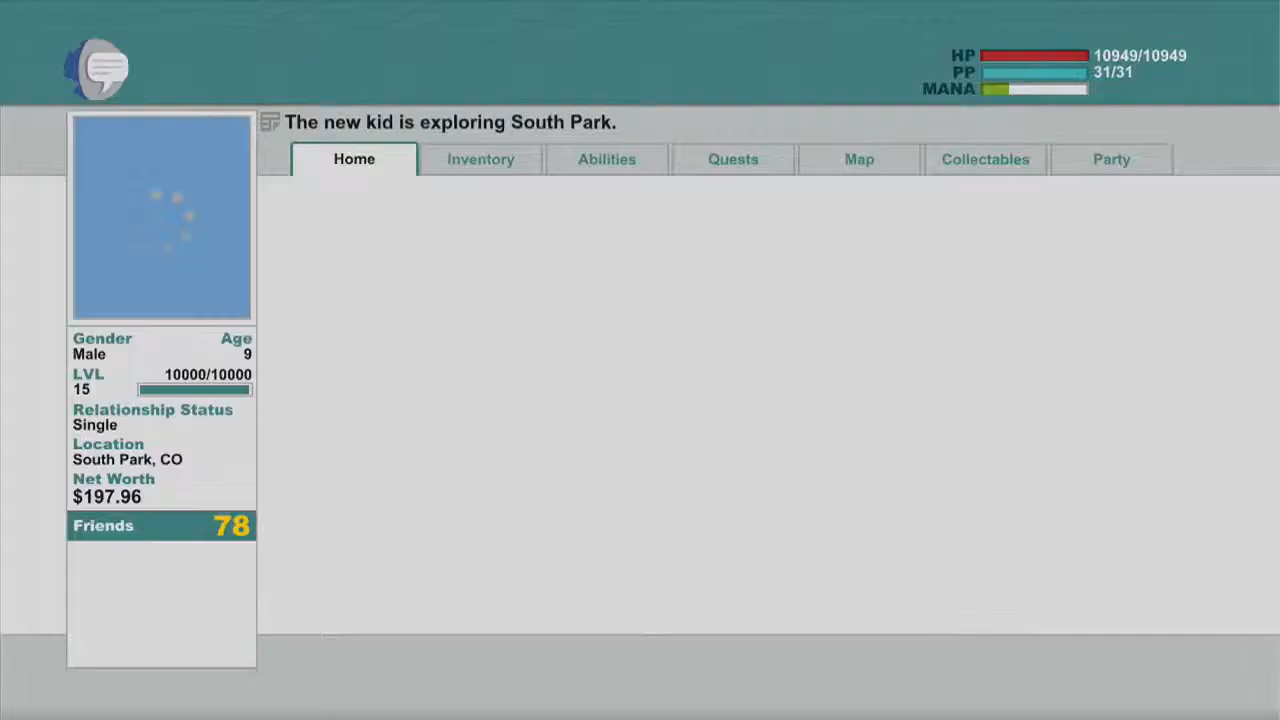 HP 10949/10949
PP 31/31
MANA
The new kid is exploring South Park.
Home Inventory Abilities Quests Map Collectables Party
Gender Age
Male 9
LVL 10000/10000
15
Relationship Status
Single
Location
South Park, CO
Net Worth
$197.96
Friends 78